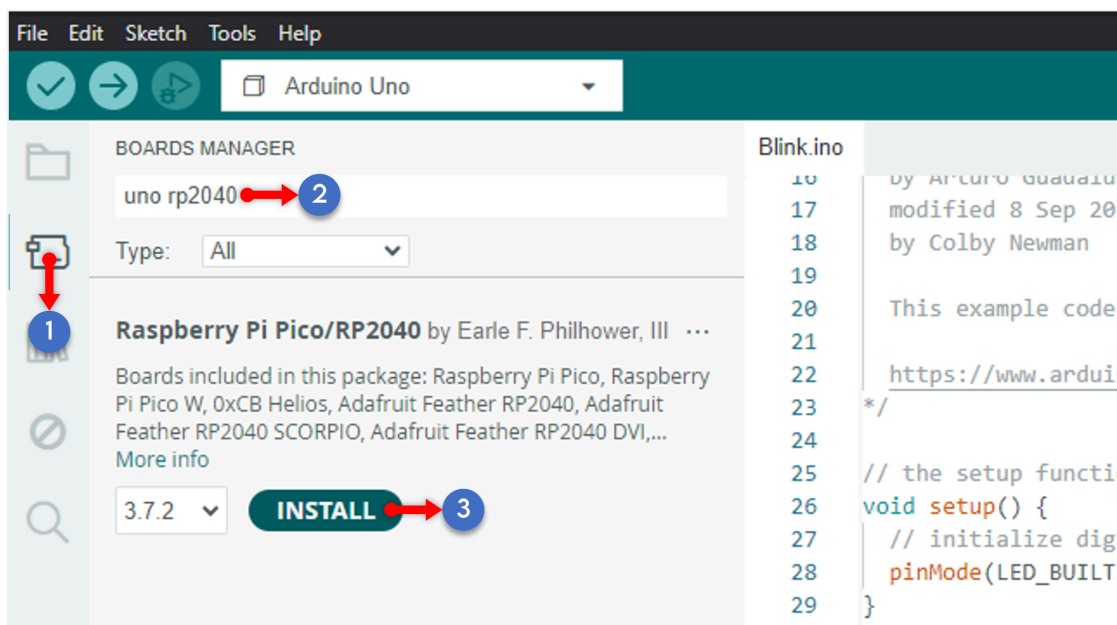 File Edit Sketch Tools Help
Arduino Uno
BOARDS MANAGER
uno rp2040
2
Type: All
1
Raspberry Pi Pico/RP2040 by Earle F. Philhower, III ...
Boards included in this package: Raspberry Pi Pico, Raspberry
Pi Pico W, 0xCB Helios, Adafruit Feather RP2040, Adafruit
Feather RP2040 SCORPIO, Adafruit Feather RP2040 DVI,...
More info
3.7.2
INSTALL
3
Blink.ino
16 by Arturo Guadalu
17 modified 8 Sep 20
18 by Colby Newman
19
20 This example code
21
22 https://www.ardui
23 */
24
25 // the setup functi
26 void setup() {
27 // initialize dig
28 pinMode(LED_BUILT
29 }